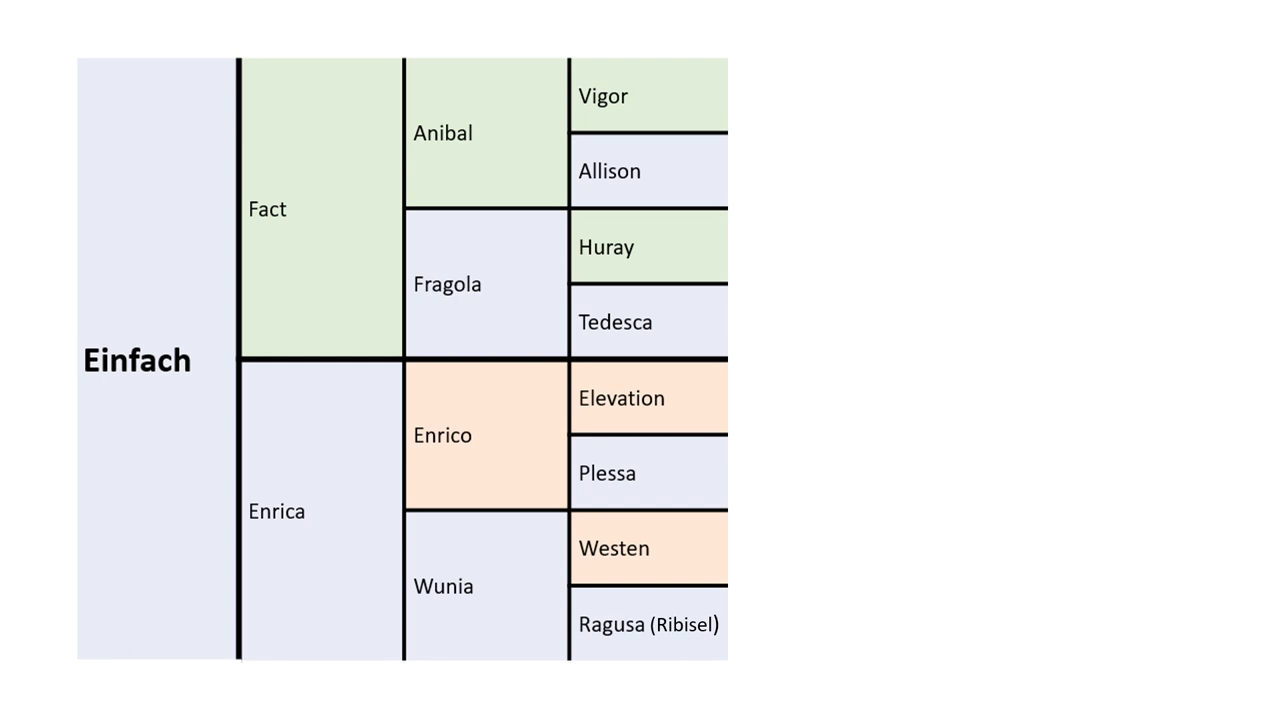 Einfach
Fact
Anibal
Vigor
Allison
Fragola
Huray
Tedesca
Enrica
Enrico
Elevation
Plessa
Wunia
Westen
Ragusa (Ribisel)